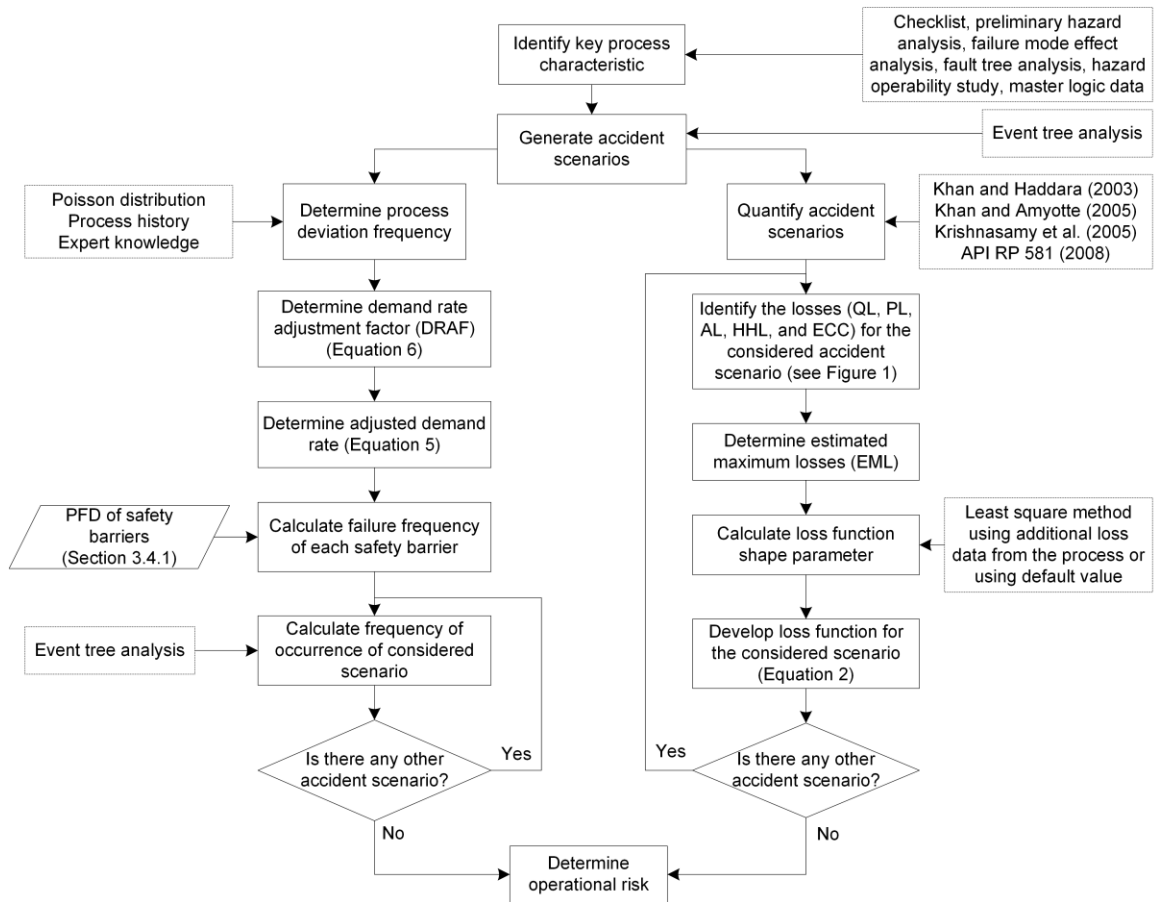 Identify key process
characteristic
Checklist, preliminary hazard
analysis, failure mode effect
analysis, fault tree analysis, hazard
operability study, master logic data
Generate accident
scenarios
Event tree analysis
Poisson distribution
Process history
Expert knowledge
Determine process
deviation frequency
Quantify accident
scenarios
Khan and Haddara (2003)
Khan and Amyotte (2005)
Krishnasamy et al. (2005)
API RP 581 (2008)
Determine demand rate
adjustment factor (DRAF)
(Equation 6)
Identify the losses (QL, PL,
AL, HHL, and ECC) for the
considered accident
scenario (see Figure 1)
Determine adjusted demand
rate (Equation 5)
Determine estimated
maximum losses (EML)
PFD of safety
barriers
(Section 3.4.1)
Calculate failure frequency
of each safety barrier
Calculate loss function
shape parameter
Least square method
using additional loss
data from the process or
using default value
Event tree analysis
Calculate frequency of
occurrence of considered
scenario
Develop loss function for
the considered scenario
(Equation 2)
Is there any other
accident scenario?
Yes
Yes
Is there any other
accident scenario?
No
No
Determine
operational risk